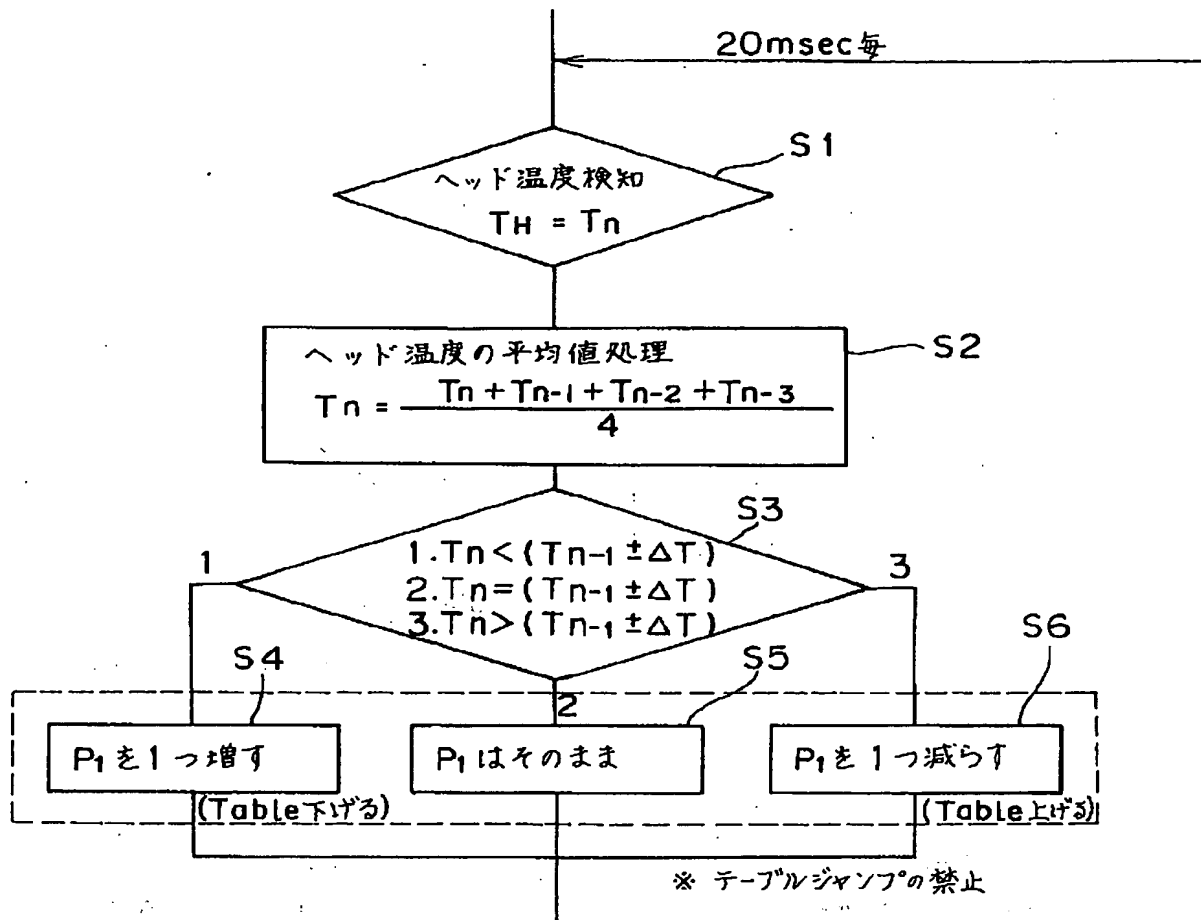 20msec毎
S1
ヘッド温度検知
TH = Tn
S2
ヘッド温度の平均値処理
Tn = (Tn + Tn-1 + Tn-2 + Tn-3) / 4
S3
1
1.Tn<(Tn-1 ± ΔT)
3
2.Tn=(Tn-1 ± ΔT)
3.Tn>(Tn-1 ± ΔT)
S4
S5
S6
2
P1を1つ増す
P1はそのまま
P1を1つ減らす
(Table下げる)
(Table上げる)
※ テーブルジャンプの禁止